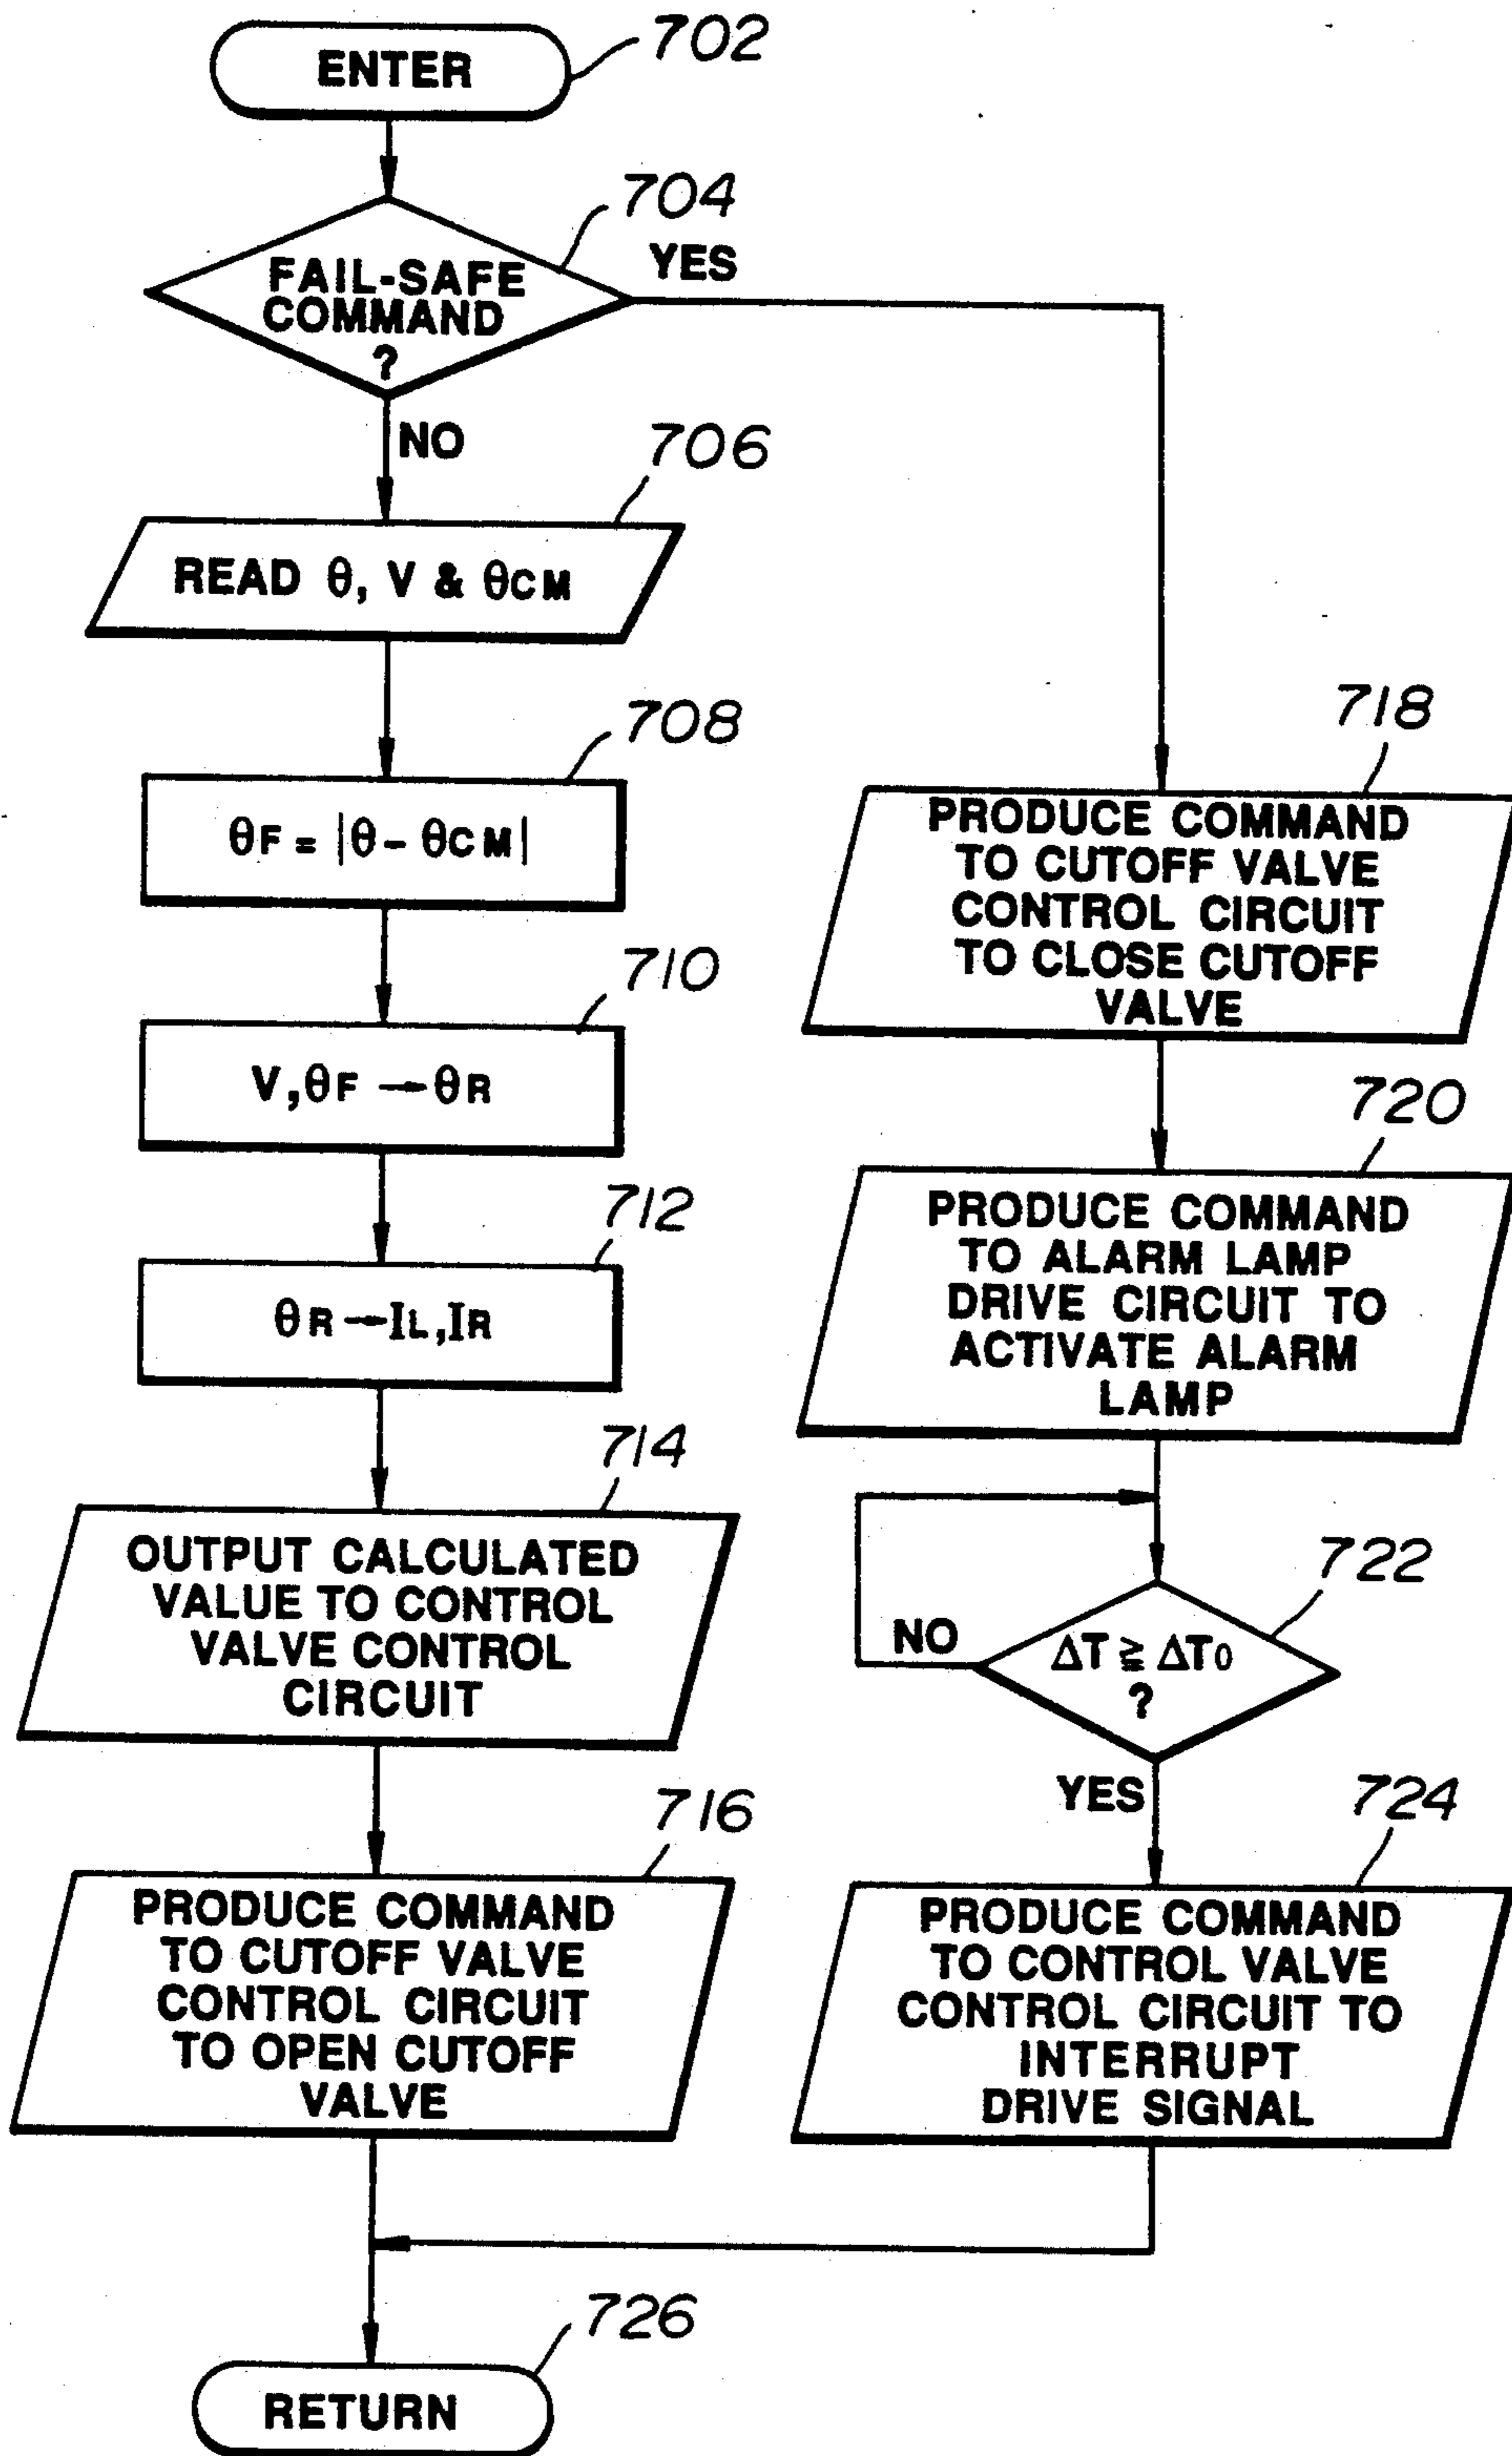 702
ENTER
704
YES
FAIL-SAFE
COMMAND
?
NO
706
READ θ, V & θCM
708
θF = |θ - θCM|
710
V, θF → θR
712
θR → IL, IR
714
OUTPUT CALCULATED
VALUE TO CONTROL
VALVE CONTROL
CIRCUIT
716
PRODUCE COMMAND
TO CUTOFF VALVE
CONTROL CIRCUIT
TO OPEN CUTOFF
VALVE
718
PRODUCE COMMAND
TO CUTOFF VALVE
CONTROL CIRCUIT
TO CLOSE CUTOFF
VALVE
720
PRODUCE COMMAND
TO ALARM LAMP
DRIVE CIRCUIT TO
ACTIVATE ALARM
LAMP
722
NO
ΔT ≧ ΔT0
?
YES
724
PRODUCE COMMAND
TO CONTROL VALVE
CONTROL CIRCUIT TO
INTERRUPT
DRIVE SIGNAL
726
RETURN